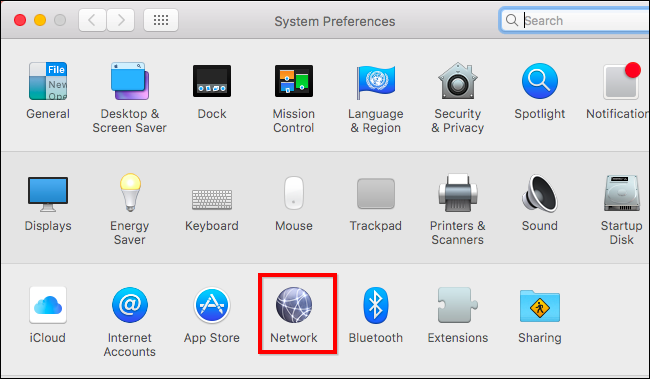 System Preferences
Search
File
New
Ope
General
Desktop &
Screen Saver
Dock
Mission
Control
Language
& Region
Security
& Privacy
Spotlight
Notification
Displays
Energy
Saver
Keyboard
Mouse
Trackpad
Printers &
Scanners
Sound
Startup
Disk
iCloud
@
Internet
Accounts
App Store
Network
Bluetooth
Extensions
Sharing